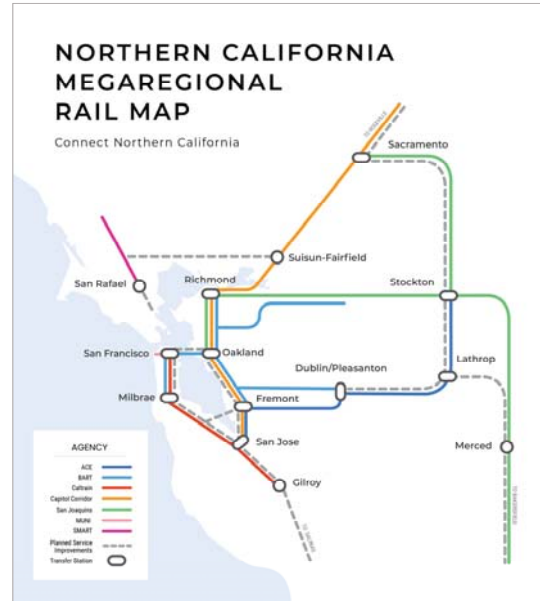 NORTHERN CALIFORNIA
MEGAREGIONAL
RAIL MAP
Connect Northern California
Sacramento
Suisun-Fairfield
San Rafael
Richmond
Stockton
San Francisco
Oakland
Dublin/Pleasanton
Lathrop
Milbrae
Fremont
San Jose
Merced
Gilroy
AGENCY
ACE
BART
Caltrain
Capitol Corridor
San Joaquins
MUNI
SMART
Planned Service
Improvements
Transfer Station